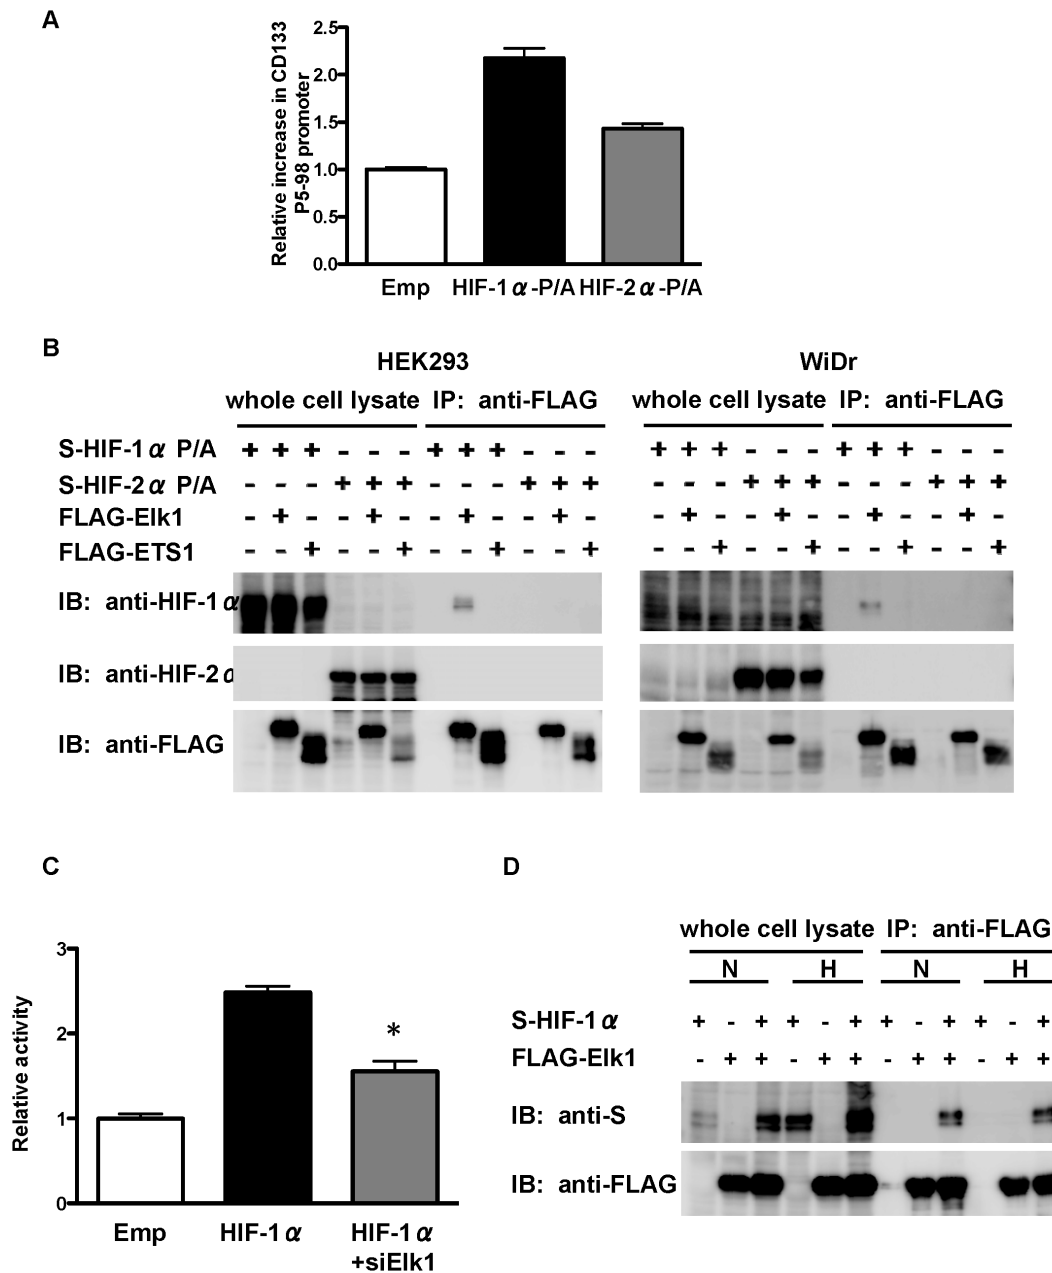 A
Relative increase in CD133
P5-98 promoter
2.5
2.0
1.5
1.0
0.5
0.0
Emp HIF-1α-P/A HIF-2α-P/A
B
HEK293 WiDr
whole cell lysate IP: anti-FLAG whole cell lysate IP: anti-FLAG
S-HIF-1α P/A + + + - - - + + + - - - + + + - - - + + + - - -
S-HIF-2α P/A - - - + + + - - - + + + - - - + + + - - - + + +
FLAG-Elk1 - + - - + - - + - - + - - + - - + - - + - - + -
FLAG-ETS1 - - + - - + - - + - - + - - + - - + - - + - - +
IB: anti-HIF-1α
IB: anti-HIF-2α
IB: anti-FLAG
C
Relative activity
3
2
1
0
*
Emp HIF-1α HIF-1α
+siElk1
D
whole cell lysate IP: anti-FLAG
N H N H
S-HIF-1α + - + + - + + - + + - +
FLAG-Elk1 - + + - + + - + + - + +
IB: anti-S
IB: anti-FLAG